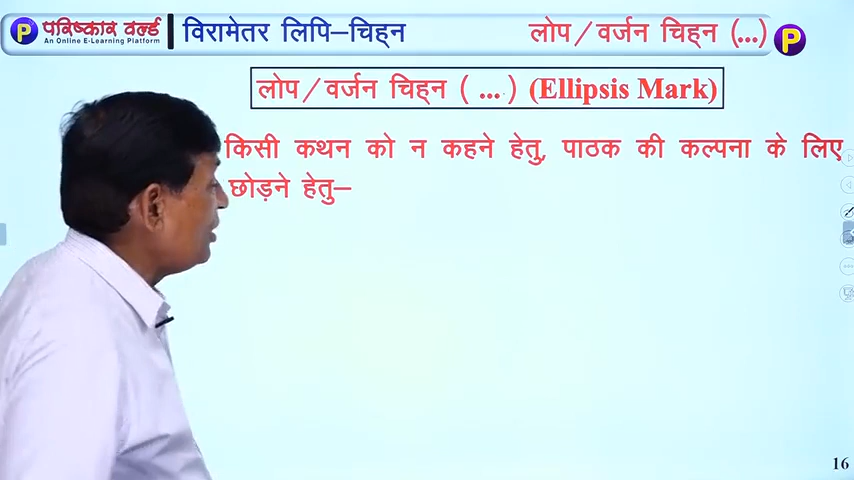 परिष्कार वर्ल्ड
An Online E-Learning Platform
विरामेतर लिपि–चिह्न
लोप/वर्जन चिह्न (...)
लोप/वर्जन चिह्न ( ... ) (Ellipsis Mark)
किसी कथन को न कहने हेतु, पाठक की कल्पना के लिए
छोड़ने हेतु–
16